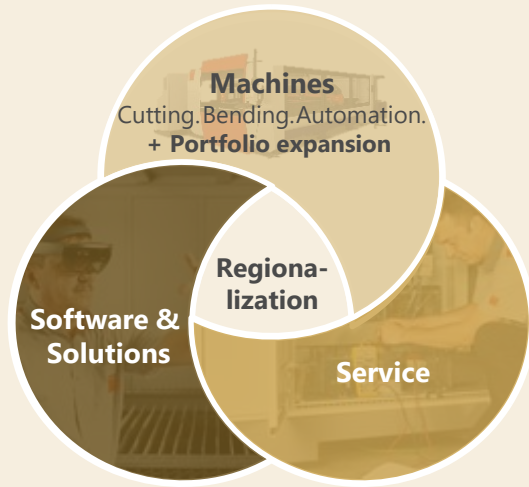 Machines
Cutting.Bending.Automation.
+ Portfolio expansion
Regiona-
lization
Software &
Solutions
Service